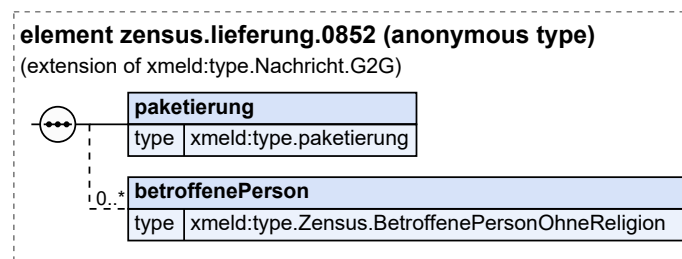 element zensus.lieferung.0852 (anonymous type)
(extension of xmeld:type.Nachricht.G2G)
paketierung
type xmeld:type.paketierung
0..* betroffenePerson
type xmeld:type.Zensus.BetroffenePersonOhneReligion